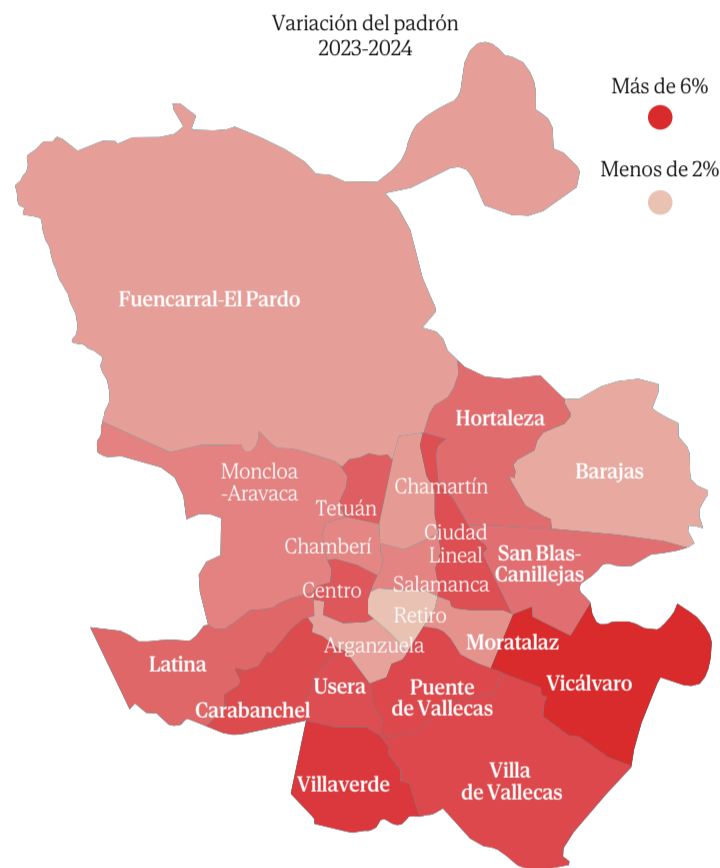 Variación del padrón
2023-2024
Más de 6%
Menos de 2%
Fuencarral-El Pardo
Hortaleza
Barajas
Moncloa
-Aravaca
Chamartín
Tetuán
Ciudad
Lineal
Chamberí
San Blas-
Canillejas
Centro
Salamanca
Retiro
Arganzuela
Moratalaz
Latina
Vicálvaro
Usera
Puente
de Vallecas
Carabanchel
Villaverde
Villa
de Vallecas